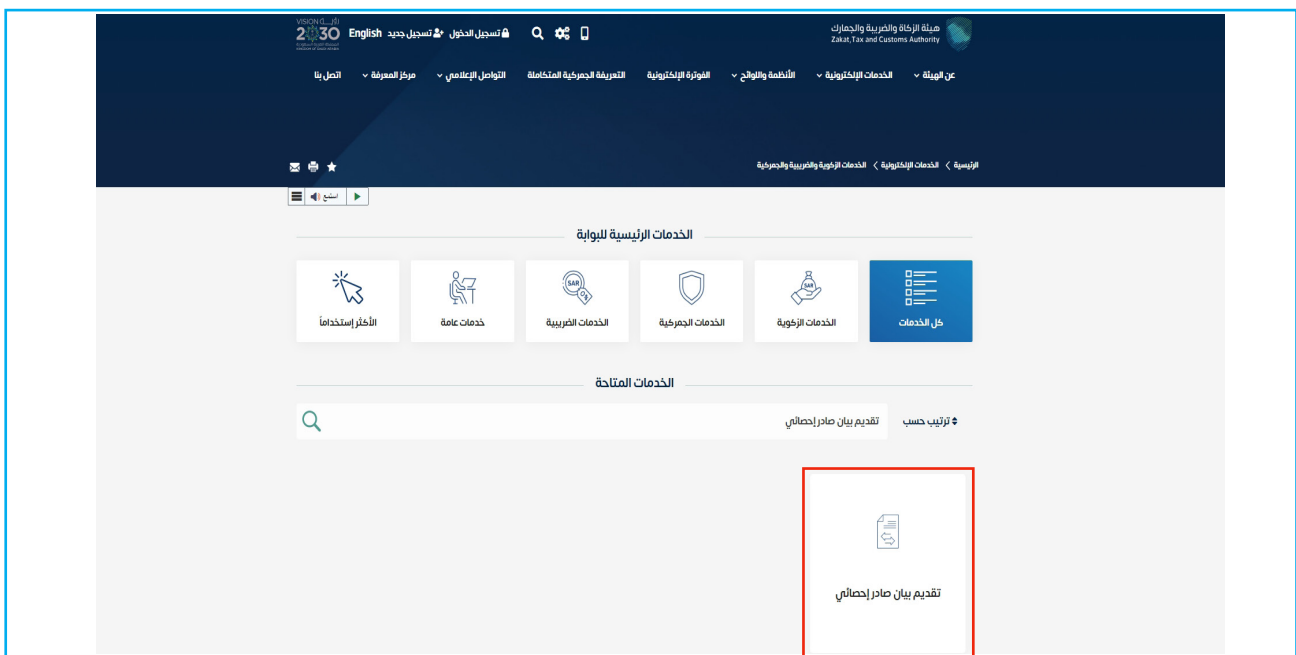 هيئة الزكاة والضريبة والجمارك
Zakat, Tax and Customs Authority
تسجيل الدخول تسجيل جديد English
VISION رؤيـــة
2030
عن الهيئة الخدمات الإلكترونية الأنظمة واللوائح الفوترة الإلكترونية التعريفة الجمركية المتكاملة التواصل الإعلامي مركز المعرفة اتصل بنا
الرئيسية > الخدمات الإلكترونية > الخدمات الزكوية والضريبية والجمركية
استمع
الخدمات الرئيسية للبوابة
SAR SAR
كل الخدمات الخدمات الزكوية الخدمات الجمركية الخدمات الضريبية خدمات عامة الأكثر إستخداماً
الخدمات المتاحة
ترتيب حسب تقديم بيان صادر إحصائي
تقديم بيان صادر إحصائي